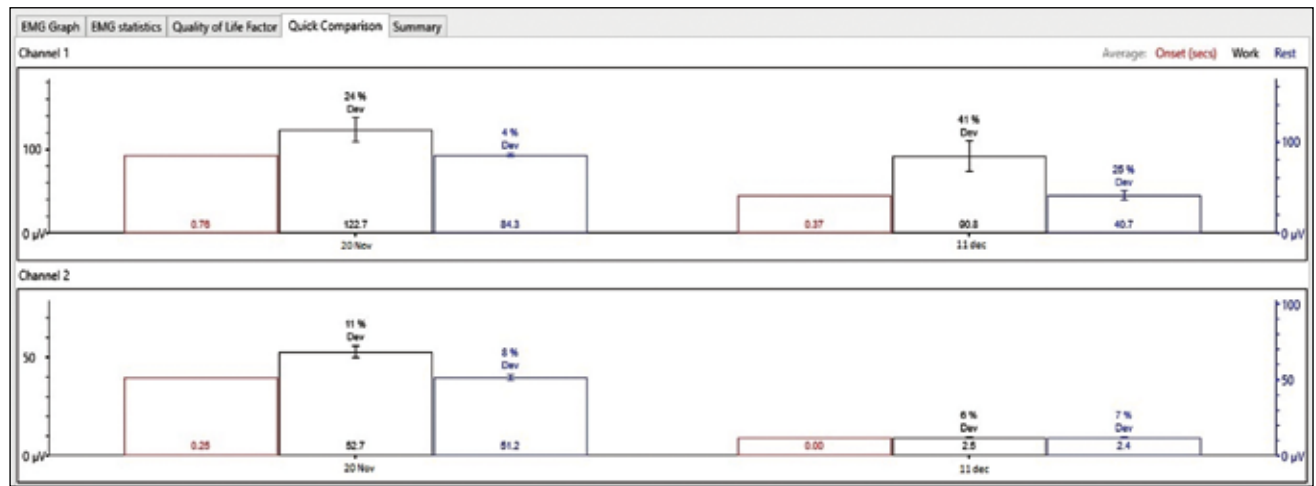 EMG Graph EMG statistics Quality of Life Factor Quick Comparison Summary
Channel 1 Average: Onset (secs) Work Rest
24 %
Dev
4 %
Dev
41 %
Dev
25 %
Dev
100 100
0.76 122.7 84.3 0.37 90.8 40.7
0 µV 0 µV
20 Nov 11 dec
Channel 2
100
11 %
Dev
8 %
Dev
50 50
6 %
Dev
7 %
Dev
0.25 52.7 51.2 0.00 2.5 2.4
0 µV 0 µV
20 Nov 11 dec